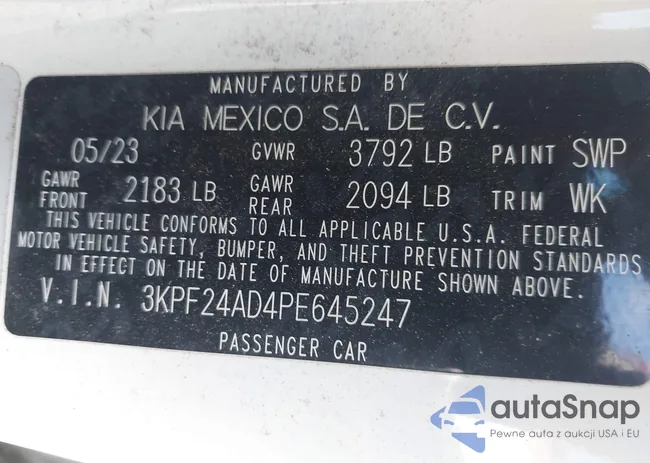 MANUFACTURED BY
KIA MEXICO S.A. DE C.V.
05/23 GVWR 3792 LB PAINT SWP
GAWR FRONT 2183 LB GAWR REAR 2094 LB TRIM WK
THIS VEHICLE CONFORMS TO ALL APPLICABLE U.S.A. FEDERAL
MOTOR VEHICLE SAFETY, BUMPER, AND THEFT PREVENTION STANDARDS
IN EFFECT ON THE DATE OF MANUFACTURE SHOWN ABOVE.
V.I.N. 3KPF24AD4PE645247
PASSENGER CAR
autaSnap
Pewne auta z aukcji USA i EU